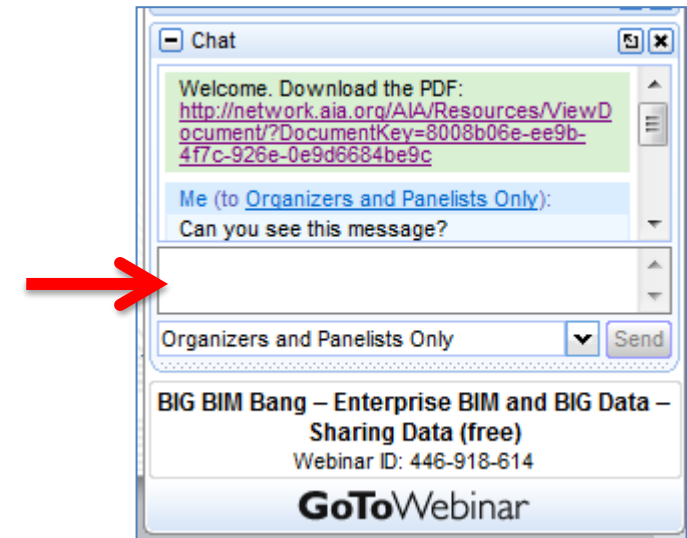 Chat
Welcome. Download the PDF:
http://network.aia.org/AIA/Resources/ViewD
ocument/?DocumentKey=8008b06e-ee9b-
4f7c-926e-0e9d6684be9c
Me (to Organizers and Panelists Only):
Can you see this message?
Organizers and Panelists Only
Send
BIG BIM Bang – Enterprise BIM and BIG Data –
Sharing Data (free)
Webinar ID: 446-918-614
GoToWebinar